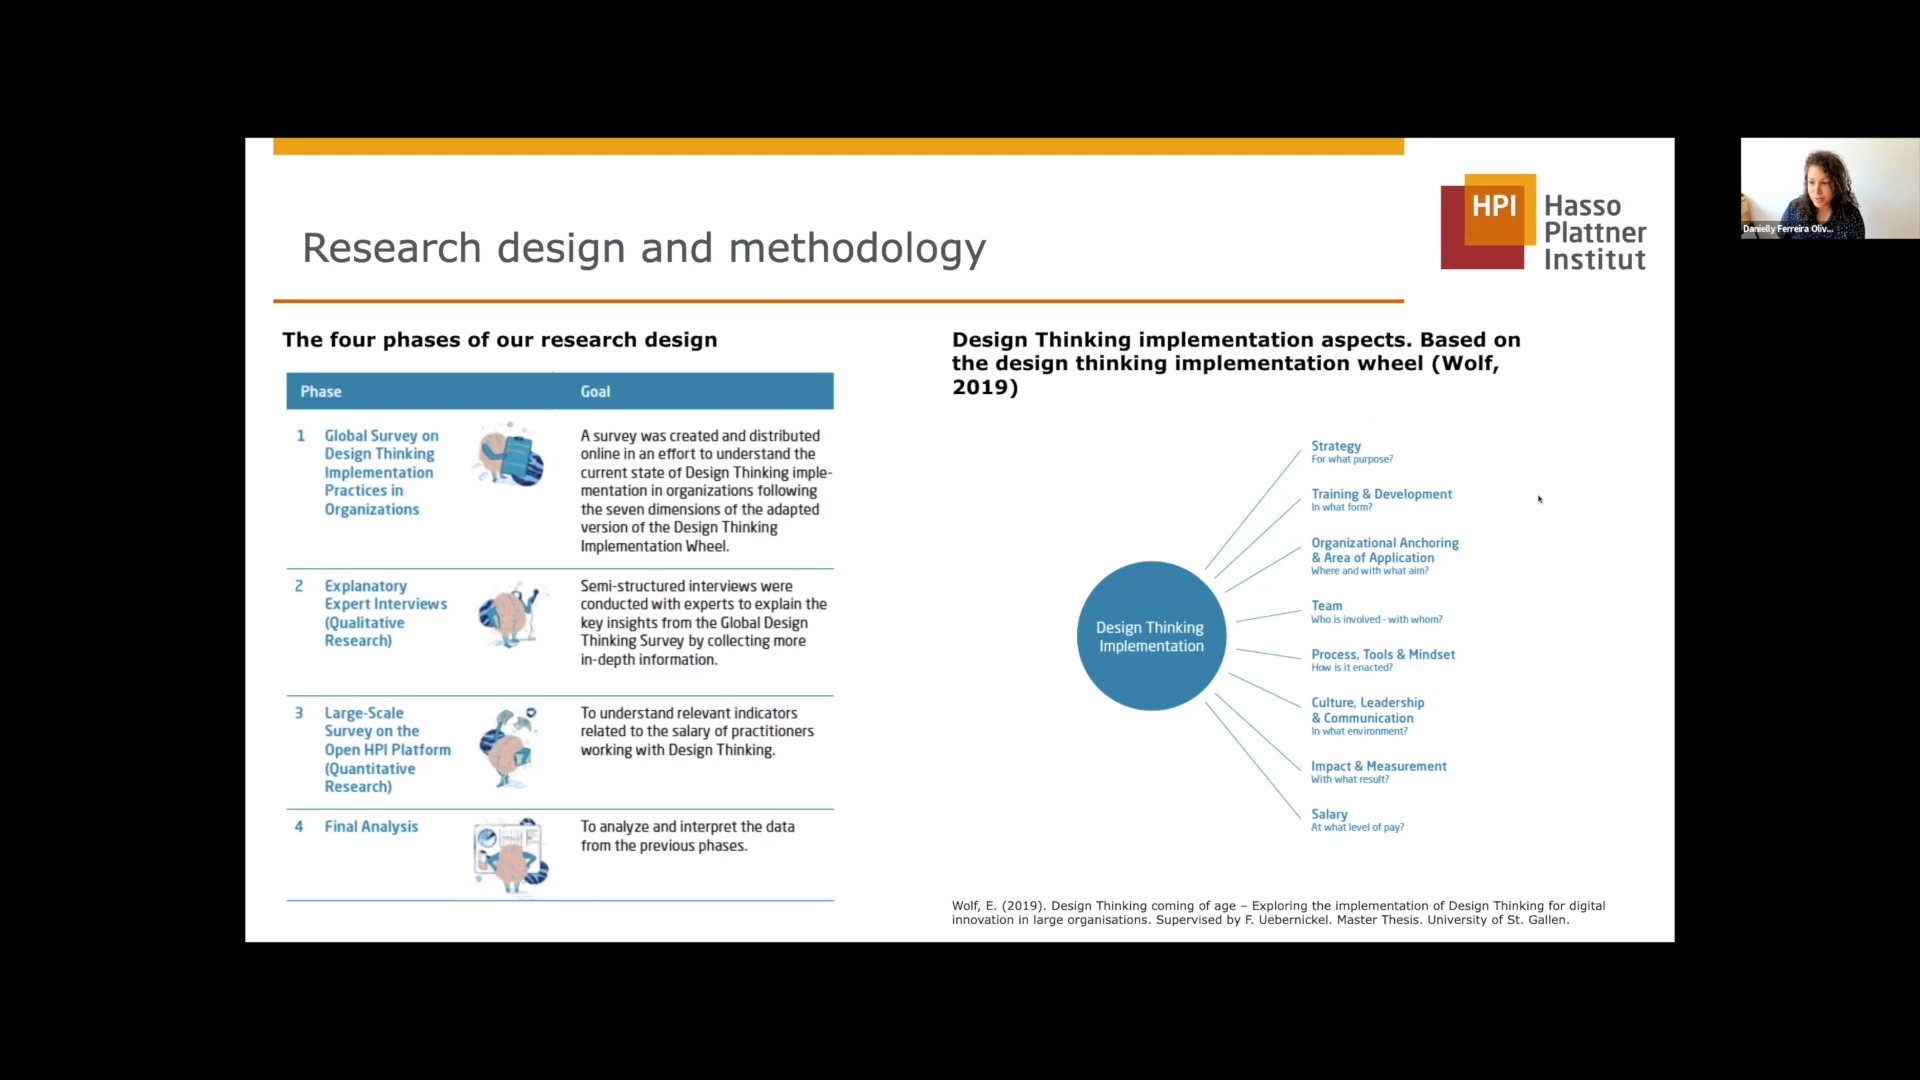 HPI Hasso
Plattner
Institut
Danielly Ferreira Oliv...
Research design and methodology
The four phases of our research design
Phase Goal
1 Global Survey on
Design Thinking
Implementation
Practices in
Organizations
A survey was created and distributed
online in an effort to understand the
current state of Design Thinking imple-
mentation in organizations following
the seven dimensions of the adapted
version of the Design Thinking
Implementation Wheel.
2 Explanatory
Expert Interviews
(Qualitative
Research)
Semi-structured interviews were
conducted with experts to explain the
key insights from the Global Design
Thinking Survey by collecting more
in-depth information.
3 Large-Scale
Survey on the
Open HPI Platform
(Quantitative
Research)
To understand relevant indicators
related to the salary of practitioners
working with Design Thinking.
4 Final Analysis
To analyze and interpret the data
from the previous phases.
Design Thinking implementation aspects. Based on
the design thinking implementation wheel (Wolf,
2019)
Design Thinking
Implementation
Strategy
For what purpose?
Training & Development
In what form?
Organizational Anchoring
& Area of Application
Where and with what aim?
Team
Who is involved - with whom?
Process, Tools & Mindset
How is it enacted?
Culture, Leadership
& Communication
In what environment?
Impact & Measurement
With what result?
Salary
At what level of pay?
Wolf, E. (2019). Design Thinking coming of age – Exploring the implementation of Design Thinking for digital
innovation in large organisations. Supervised by F. Uebernickel. Master Thesis. University of St. Gallen.